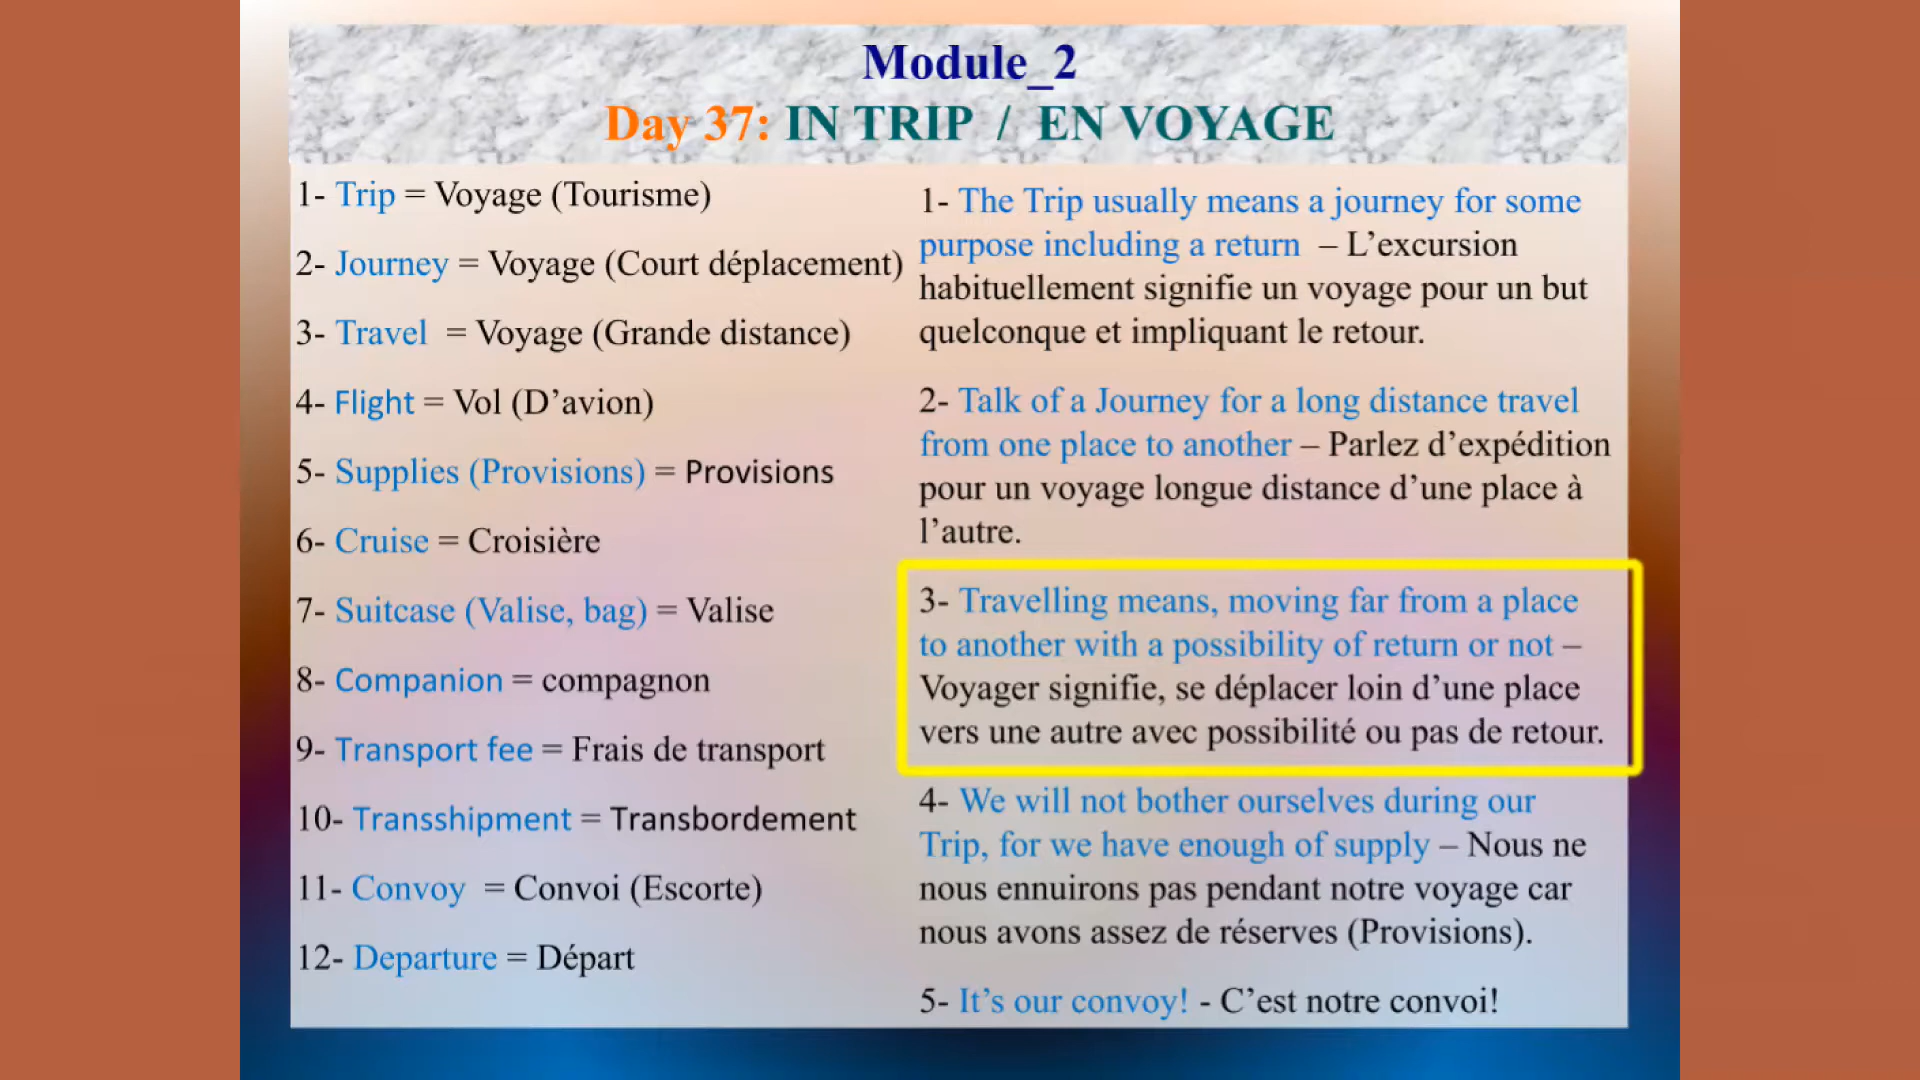 Module_2
Day 37: IN TRIP / EN VOYAGE
1- Trip = Voyage (Tourisme)
2- Journey = Voyage (Court déplacement)
3- Travel = Voyage (Grande distance)
4- Flight = Vol (D’avion)
5- Supplies (Provisions) = Provisions
6- Cruise = Croisière
7- Suitcase (Valise, bag) = Valise
8- Companion = compagnon
9- Transport fee = Frais de transport
10- Transshipment = Transbordement
11- Convoy = Convoi (Escorte)
12- Departure = Départ
1- The Trip usually means a journey for some
purpose including a return – L’excursion
habituellement signifie un voyage pour un but
quelconque et impliquant le retour.
2- Talk of a Journey for a long distance travel
from one place to another – Parlez d’expédition
pour un voyage longue distance d’une place à
l’autre.
3- Travelling means, moving far from a place
to another with a possibility of return or not –
Voyager signifie, se déplacer loin d’une place
vers une autre avec possibilité ou pas de retour.
4- We will not bother ourselves during our
Trip, for we have enough of supply – Nous ne
nous ennuirons pas pendant notre voyage car
nous avons assez de réserves (Provisions).
5- It’s our convoy! - C’est notre convoi!